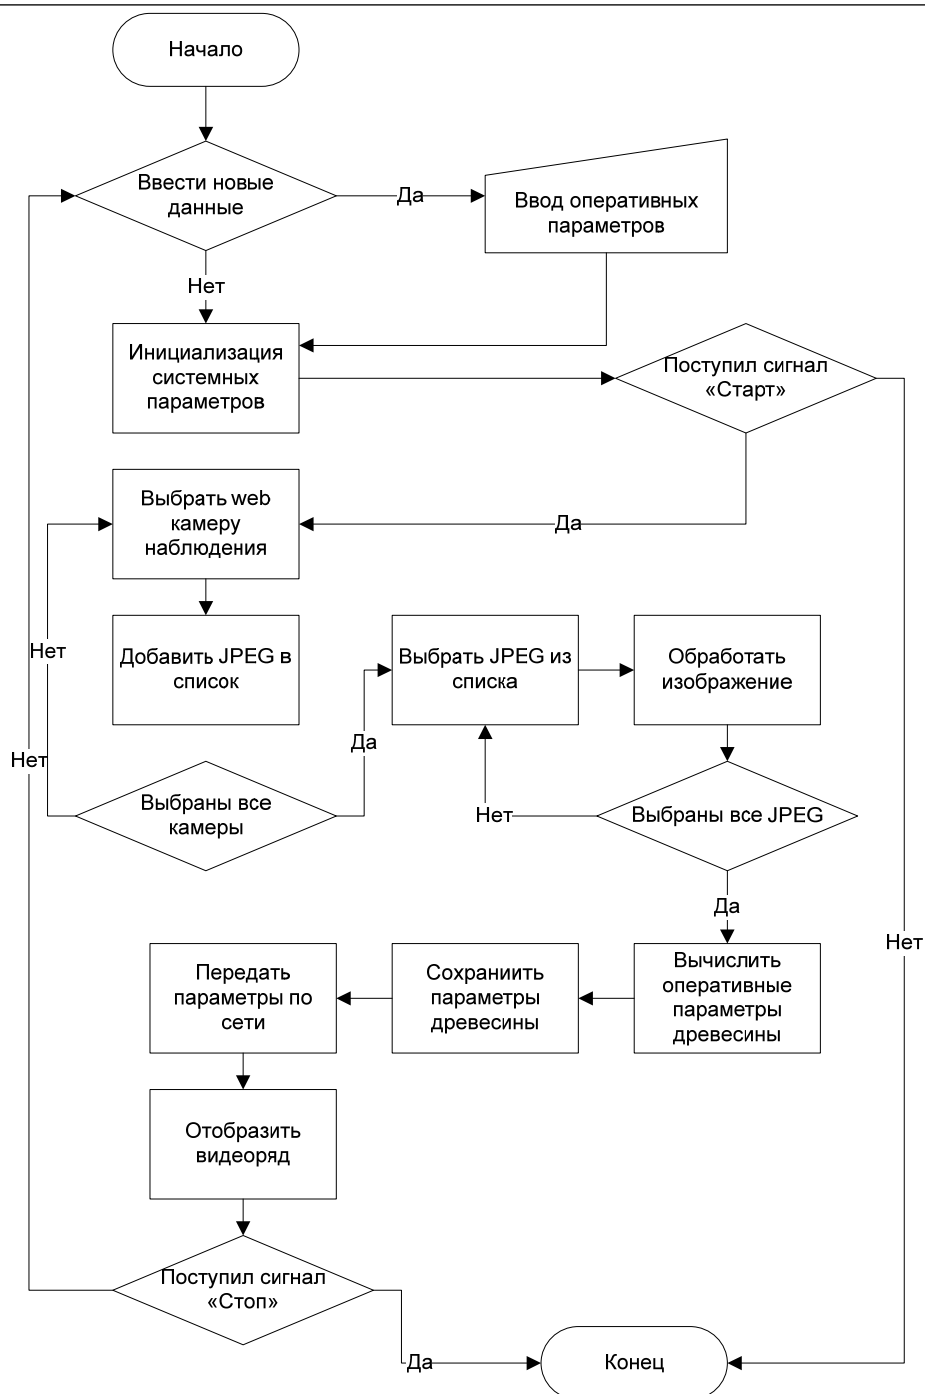 Начало
Ввести новые
данные
Да
Ввод оперативных
параметров
Нет
Инициализация
системных
параметров
Поступил сигнал
«Старт»
Выбрать web
камеру
наблюдения
Да
Нет
Добавить JPEG в
список
Выбрать JPEG из
списка
Обработать
изображение
Да
Нет
Выбраны все
камеры
Нет
Выбраны все JPEG
Да
Нет
Передать
параметры по
сети
Сохраниить
параметры
древесины
Вычислить
оперативные
параметры
древесины
Отобразить
видеоряд
Поступил сигнал
«Стоп»
Да
Конец